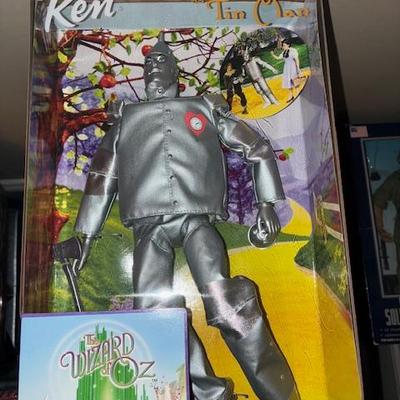 Ken
Tin Man
The
WIZARD
of OZ